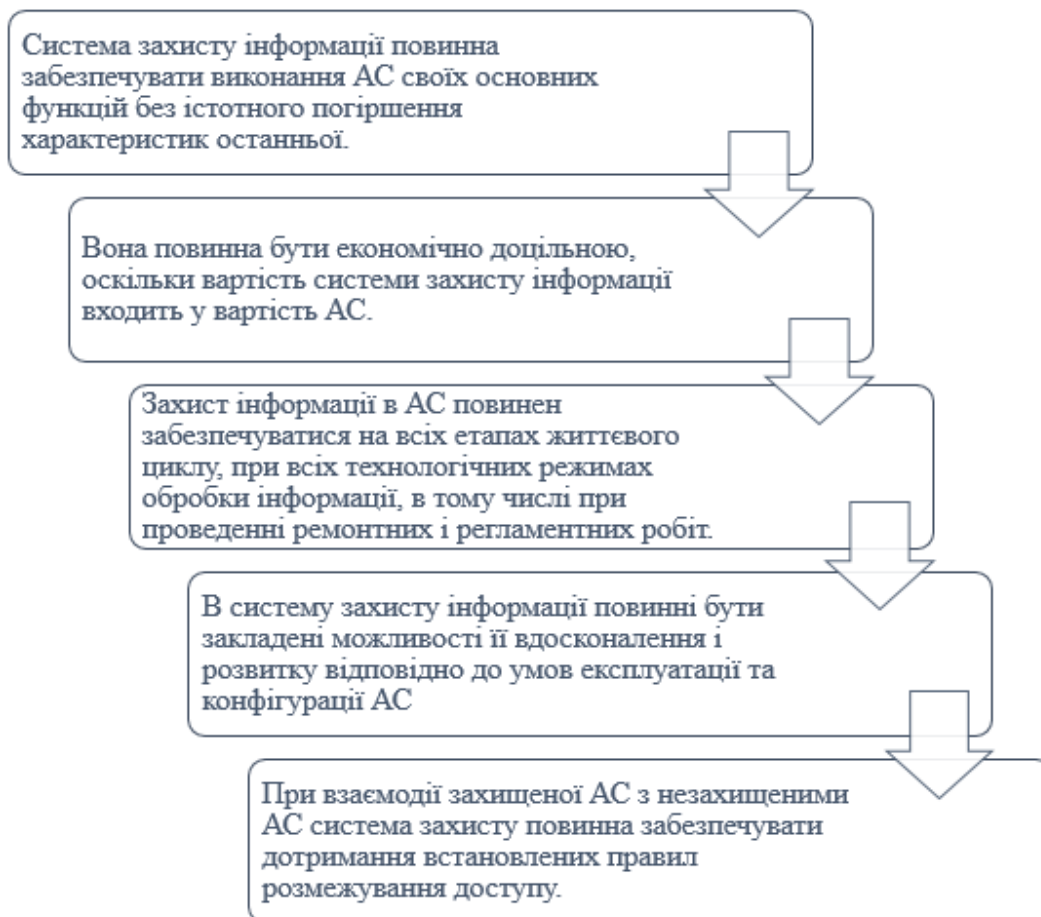 Система захисту інформації повинна
забезпечувати виконання АС своїх основних
функцій без істотного погіршення
характеристик останньої.
Вона повинна бути економічно доцільною,
оскільки вартість системи захисту інформації
входить у вартість АС.
Захист інформації в АС повинен
забезпечуватися на всіх етапах життєвого
циклу, при всіх технологічних режимах
обробки інформації, в тому числі при
проведенні ремонтних і регламентних робіт.
В систему захисту інформації повинні бути
закладені можливості її вдосконалення і
розвитку відповідно до умов експлуатації та
конфігурації АС
При взаємодії захищеної АС з незахищеними
АС система захисту повинна забезпечувати
дотримання встановлених правил
розмежування доступу.